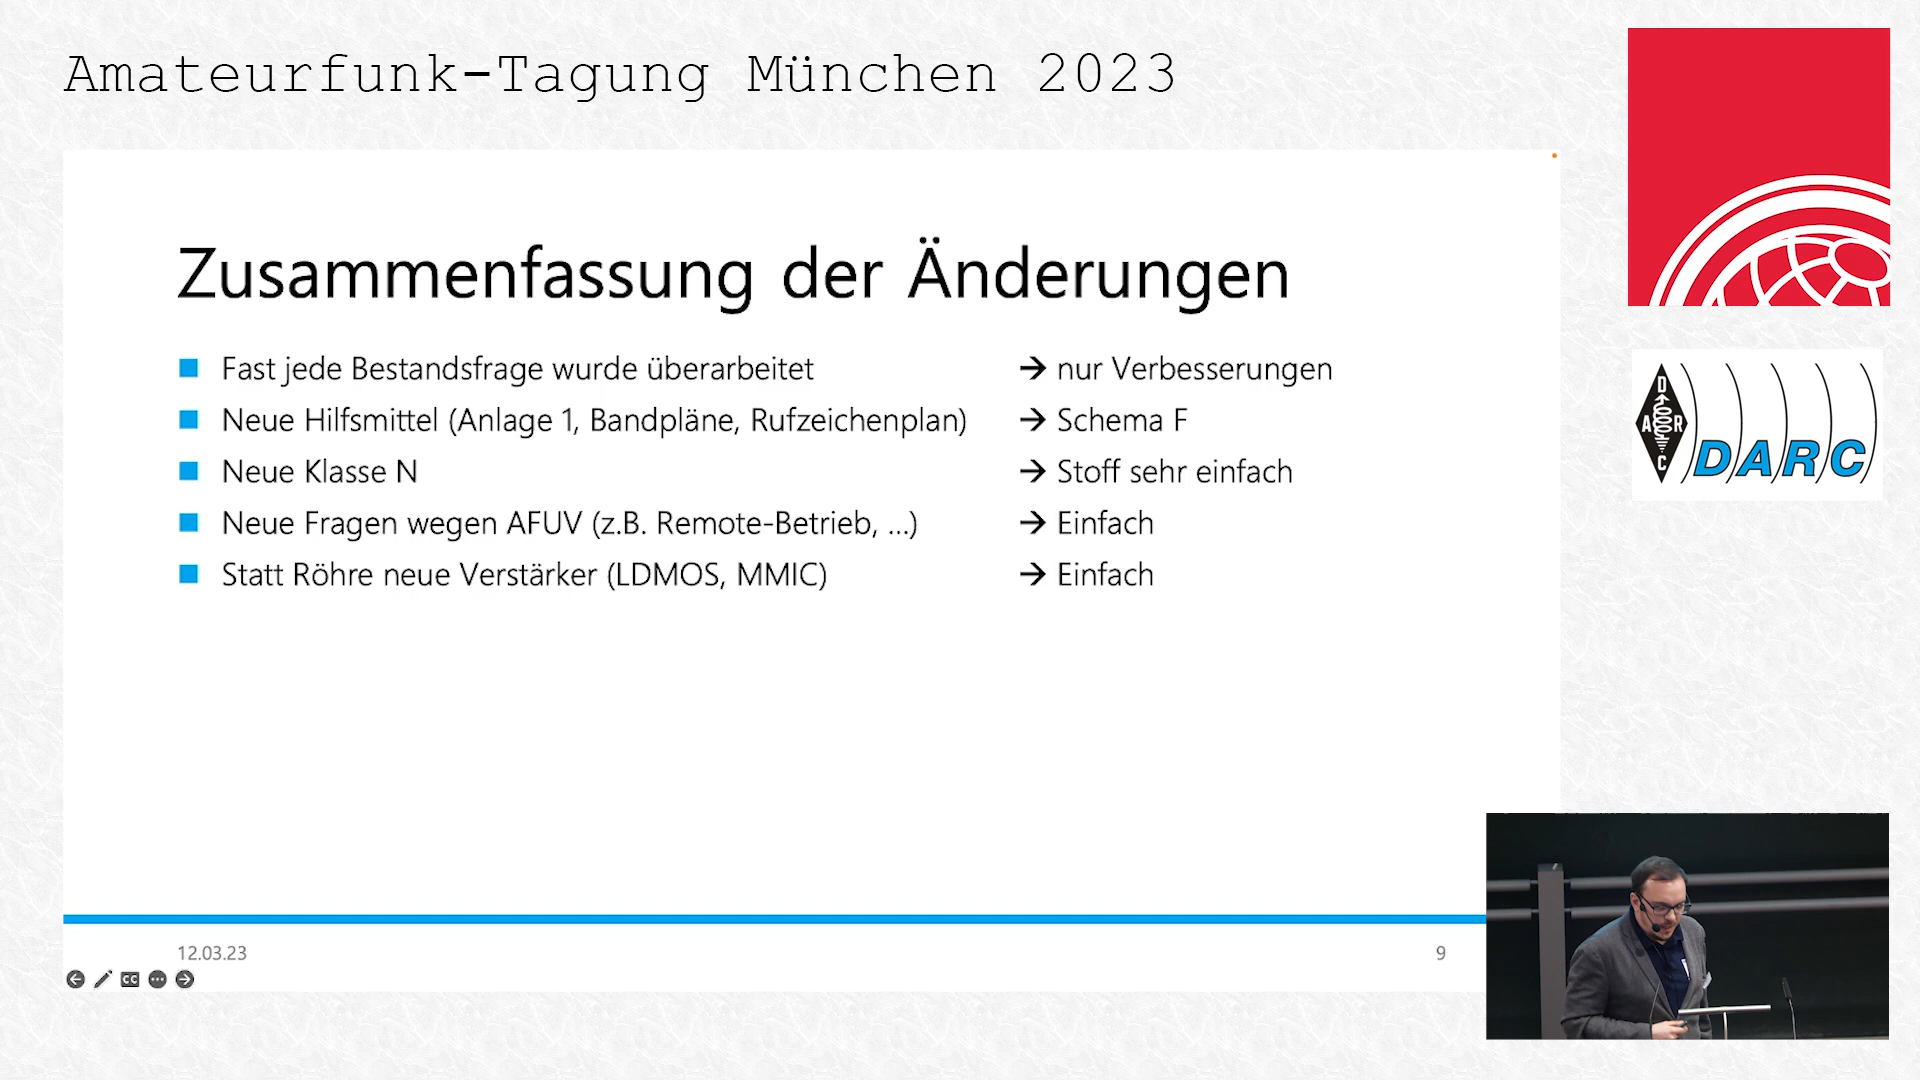 Amateurfunk-Tagung München 2023
Zusammenfassung der Änderungen
Fast jede Bestandsfrage wurde überarbeitet → nur Verbesserungen
Neue Hilfsmittel (Anlage 1, Bandpläne, Rufzeichenplan) → Schema F
Neue Klasse N → Stoff sehr einfach
Neue Fragen wegen AFUV (z.B. Remote-Betrieb, ...) → Einfach
Statt Röhre neue Verstärker (LDMOS, MMIC) → Einfach
D
A R
C
DARC
12.03.23
9
CC